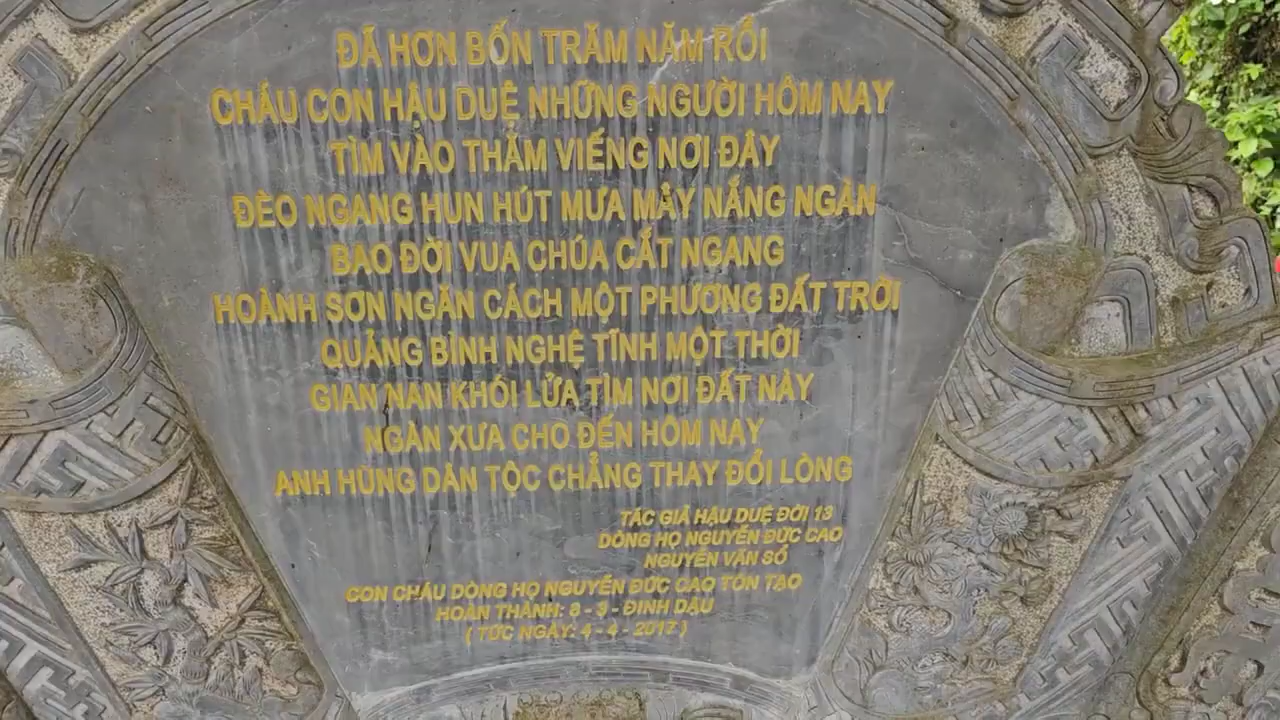 ĐÃ HƠN BỐN TRĂM NĂM RỒI
CHÁU CON HẬU DUỆ NHỮNG NGƯỜI HÔM NAY
TÌM VÀO THĂM VIẾNG NƠI ĐÂY
ĐÈO NGANG HUN HÚT MƯA MÂY NẮNG NGÀN
BAO ĐỜI VUA CHÚA CẮT NGANG
HOÀNH SƠN NGĂN CÁCH MỘT PHƯƠNG ĐẤT TRỜI
QUẢNG BÌNH NGHỆ TĨNH MỘT THỜI
GIAN NAN KHÓI LỬA TÌM NƠI ĐẤT NÀY
NGÀN XƯA CHO ĐẾN HÔM NAY
ANH HÙNG DÂN TỘC CHẲNG THAY ĐỔI LÒNG
TÁC GIẢ HẬU DUỆ ĐỜI 13
DÒNG HỌ NGUYỄN ĐỨC CAO
NGUYỄN VĂN SỔ
CON CHÁU DÒNG HỌ NGUYỄN ĐỨC CAO TÔN TẠO
HOÀN THÀNH: 8 - 3 - ĐINH DẬU
( TỨC NGÀY: 4 - 4 - 2017 )